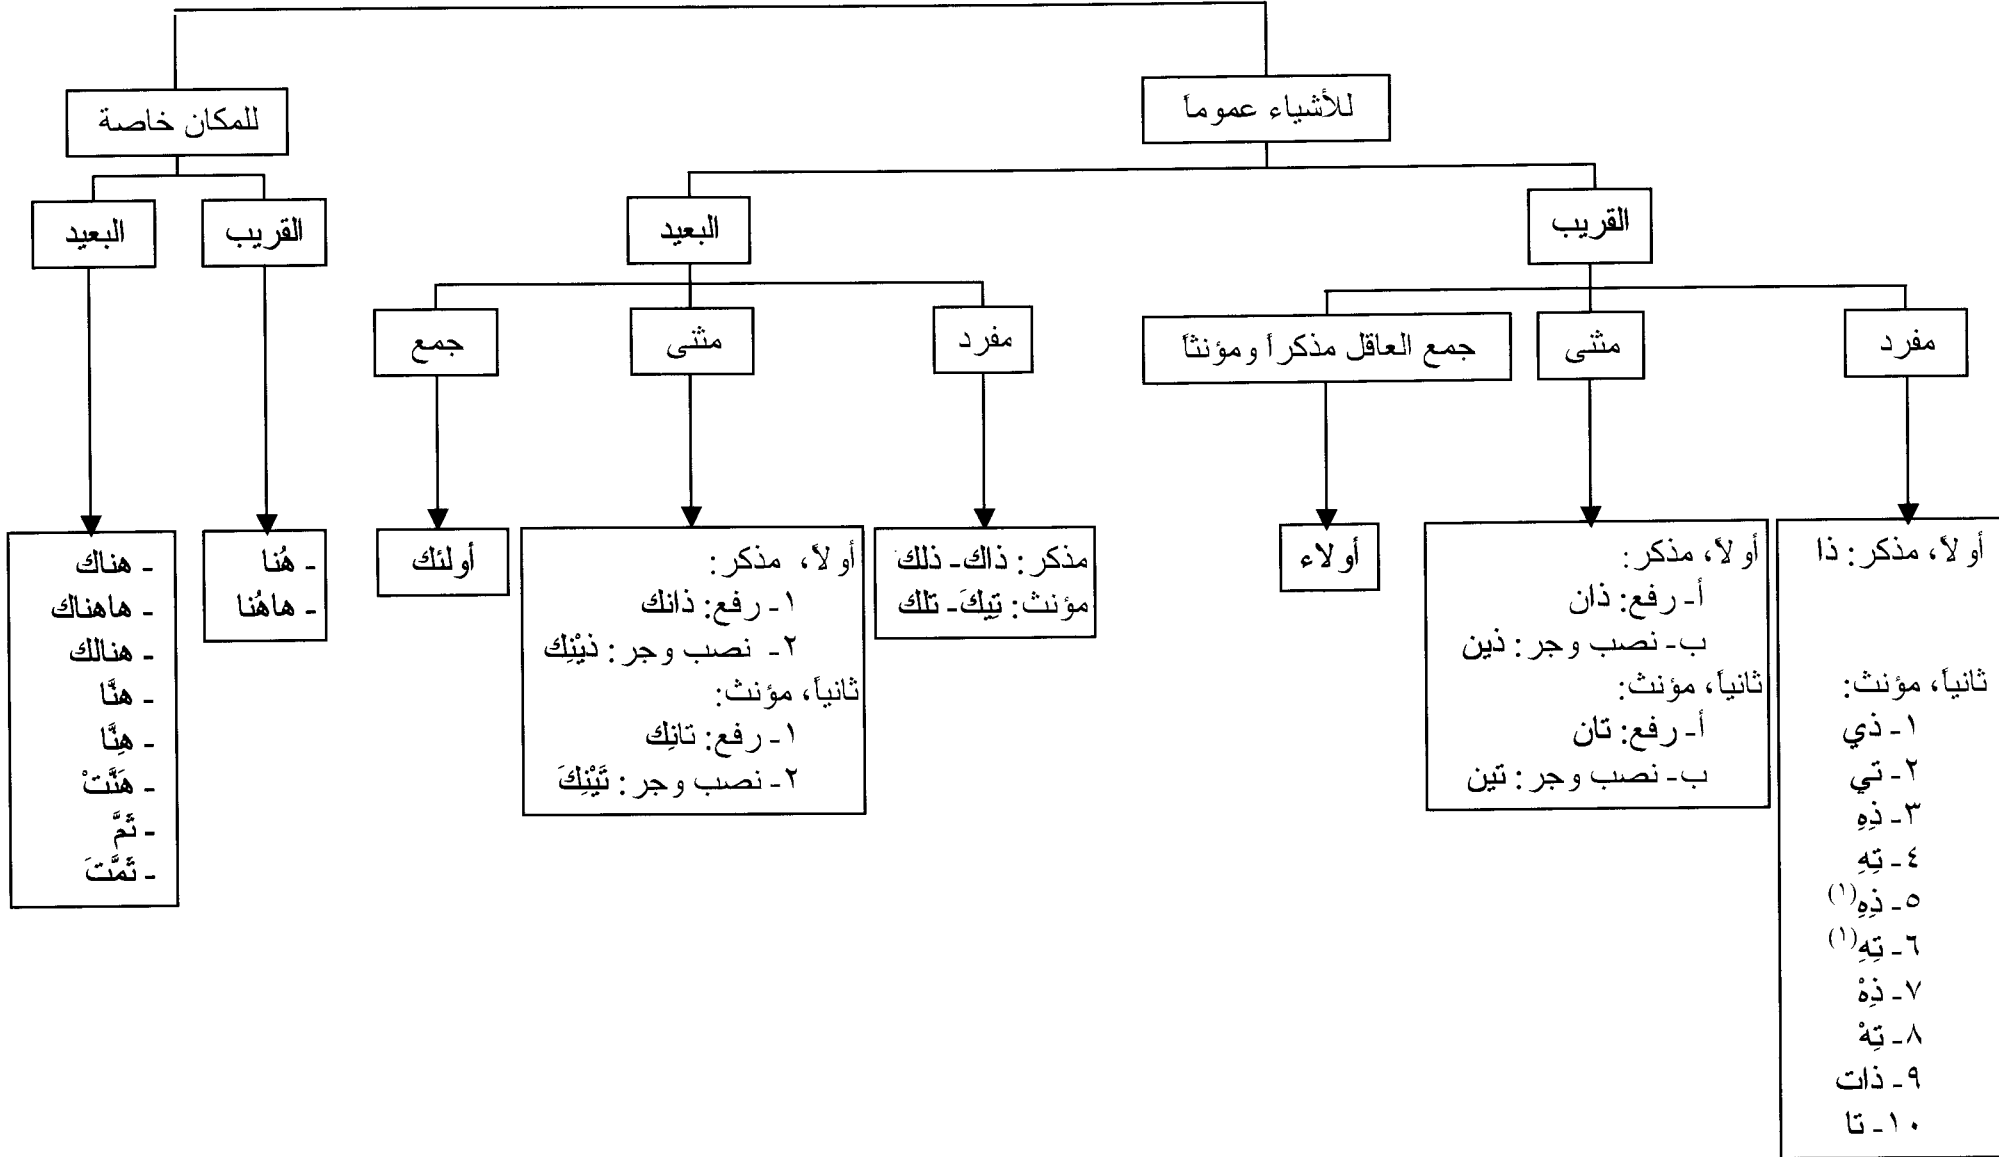 للأشياء عموماً
للمكان خاصة
القريب
البعيد
القريب
البعيد
مفرد
مثنى
جمع العاقل مذكراً ومؤنثاً
مفرد
مثنى
جمع
أولاً، مذكر: ذا
ثانياً، مؤنث:
١- ذي
٢- تي
٣- ذِهِ
٤- تِهِ
٥- ذِهِ(١)
٦- تِهِ(١)
٧- ذِهْ
٨- تِهْ
٩- ذات
١٠- تا
أولاً، مذكر:
أ- رفع: ذان
ب- نصب وجر: ذين
ثانياً، مؤنث:
أ- رفع: تان
ب- نصب وجر: تين
أولاء
مذكر: ذاك- ذلك
مؤنث: تِيكَ- تلك
أولاً، مذكر:
١- رفع: ذانك
٢- نصب وجر: ذيْنِك
ثانياً، مؤنث:
١- رفع: تانِك
٢- نصب وجر: تَيْنِكَ
أولئك
- هُنا
- هاهُنا
- هناك
- هاهناك
- هنالك
- هنَّا
- هِنَّا
- هَنَّتْ
- ثَمَّ
- ثَمَّتَ